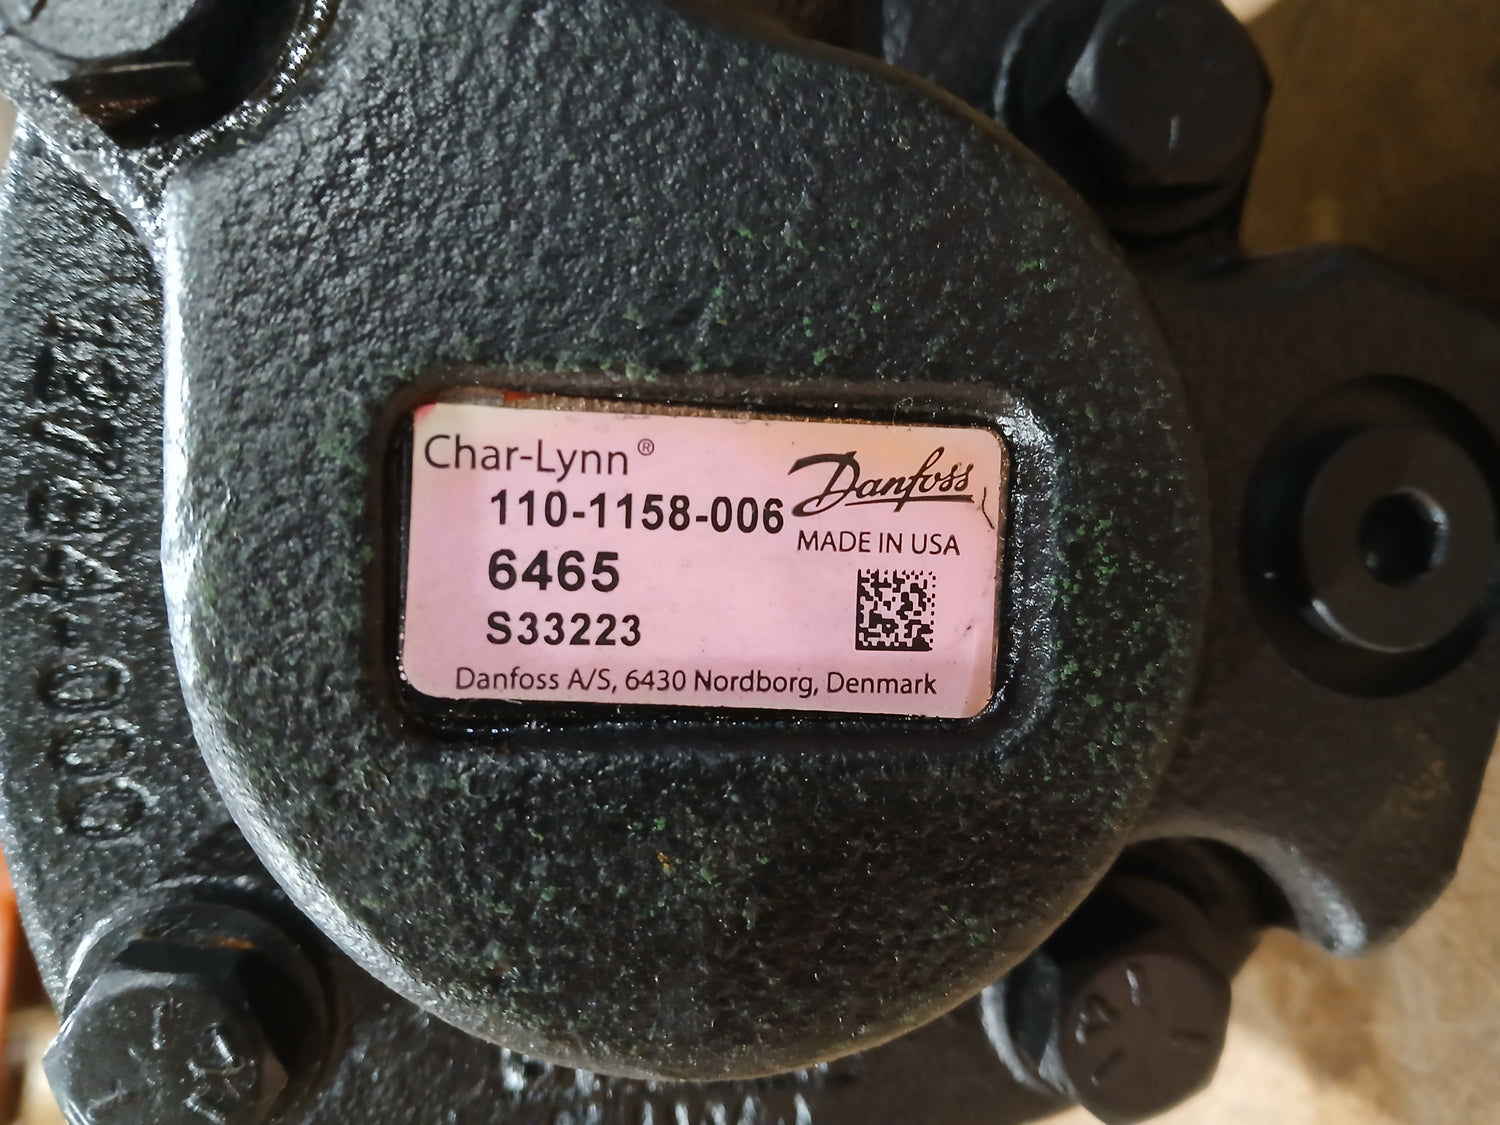 Char-Lynn®
Danfoss
110-1158-006
MADE IN USA
6465
S33223
Danfoss A/S, 6430 Nordborg, Denmark